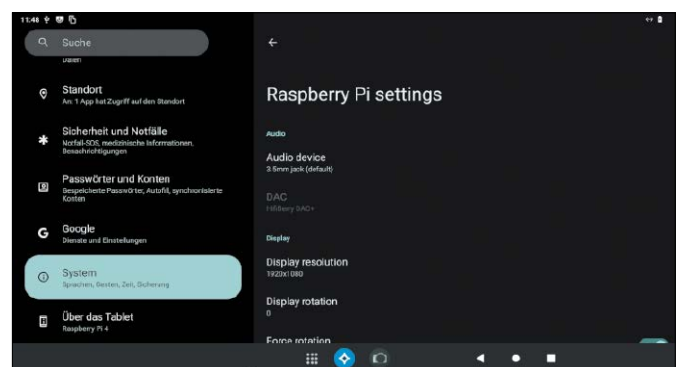 11:48
Suche
Daten
Standort
An: 1 App hat Zugriff auf den Standort
Sicherheit und Notfälle
Notfall-SOS, medizinische Informationen,
Benachrichtigungen
Passwörter und Konten
Gespeicherte Passwörter, Autofill, synchronisierte
Konten
Google
Dienste und Einstellungen
System
Sprachen, Gesten, Zeit, Sicherung
Über das Tablet
Raspberry Pi 4
Raspberry Pi settings
Audio
Audio device
3.5mm jack (default)
DAC
HifiBerry DAC+
Display
Display resolution
1920x1080
Display rotation
0
Force rotation